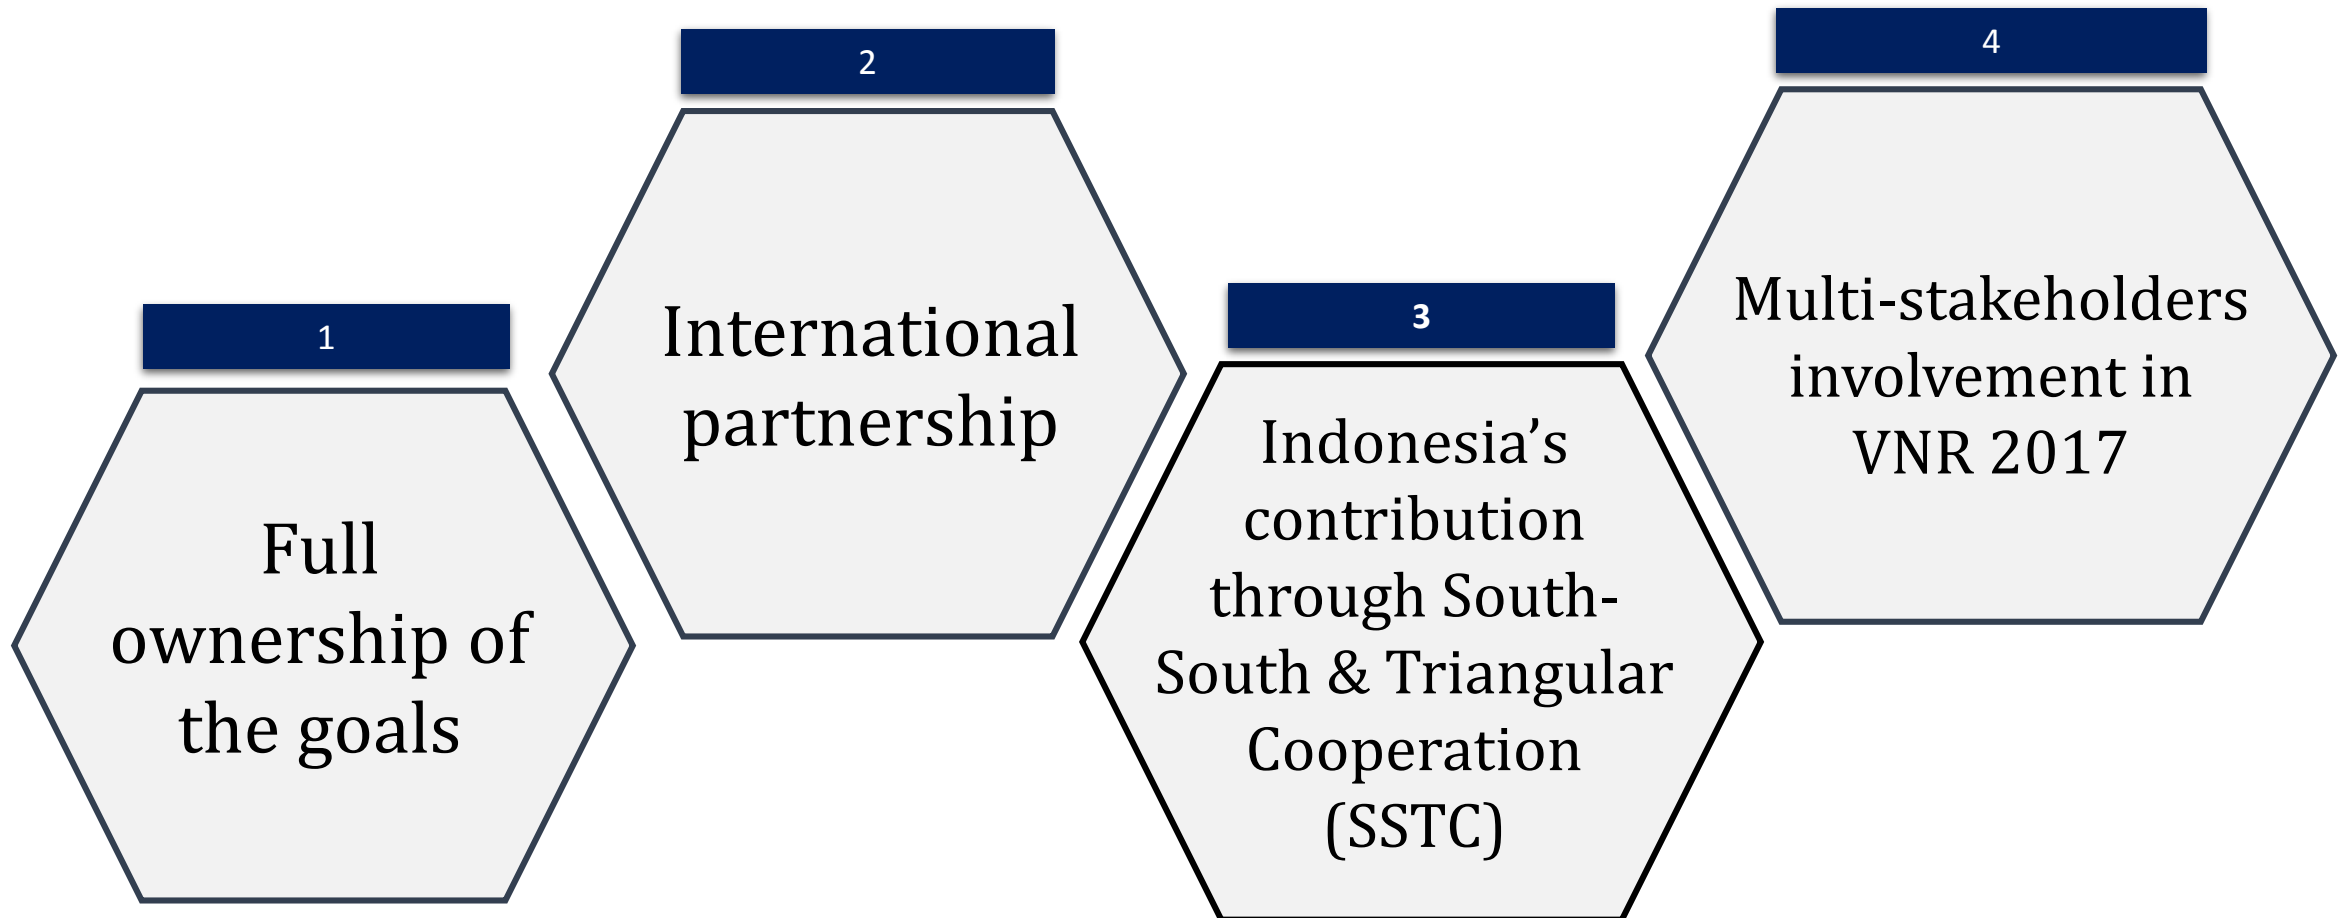 1
Full
ownership of
the goals
2
International
partnership
3
Indonesia’s
contribution
through South-
South & Triangular
Cooperation
(SSTC)
4
Multi-stakeholders
involvement in
VNR 2017